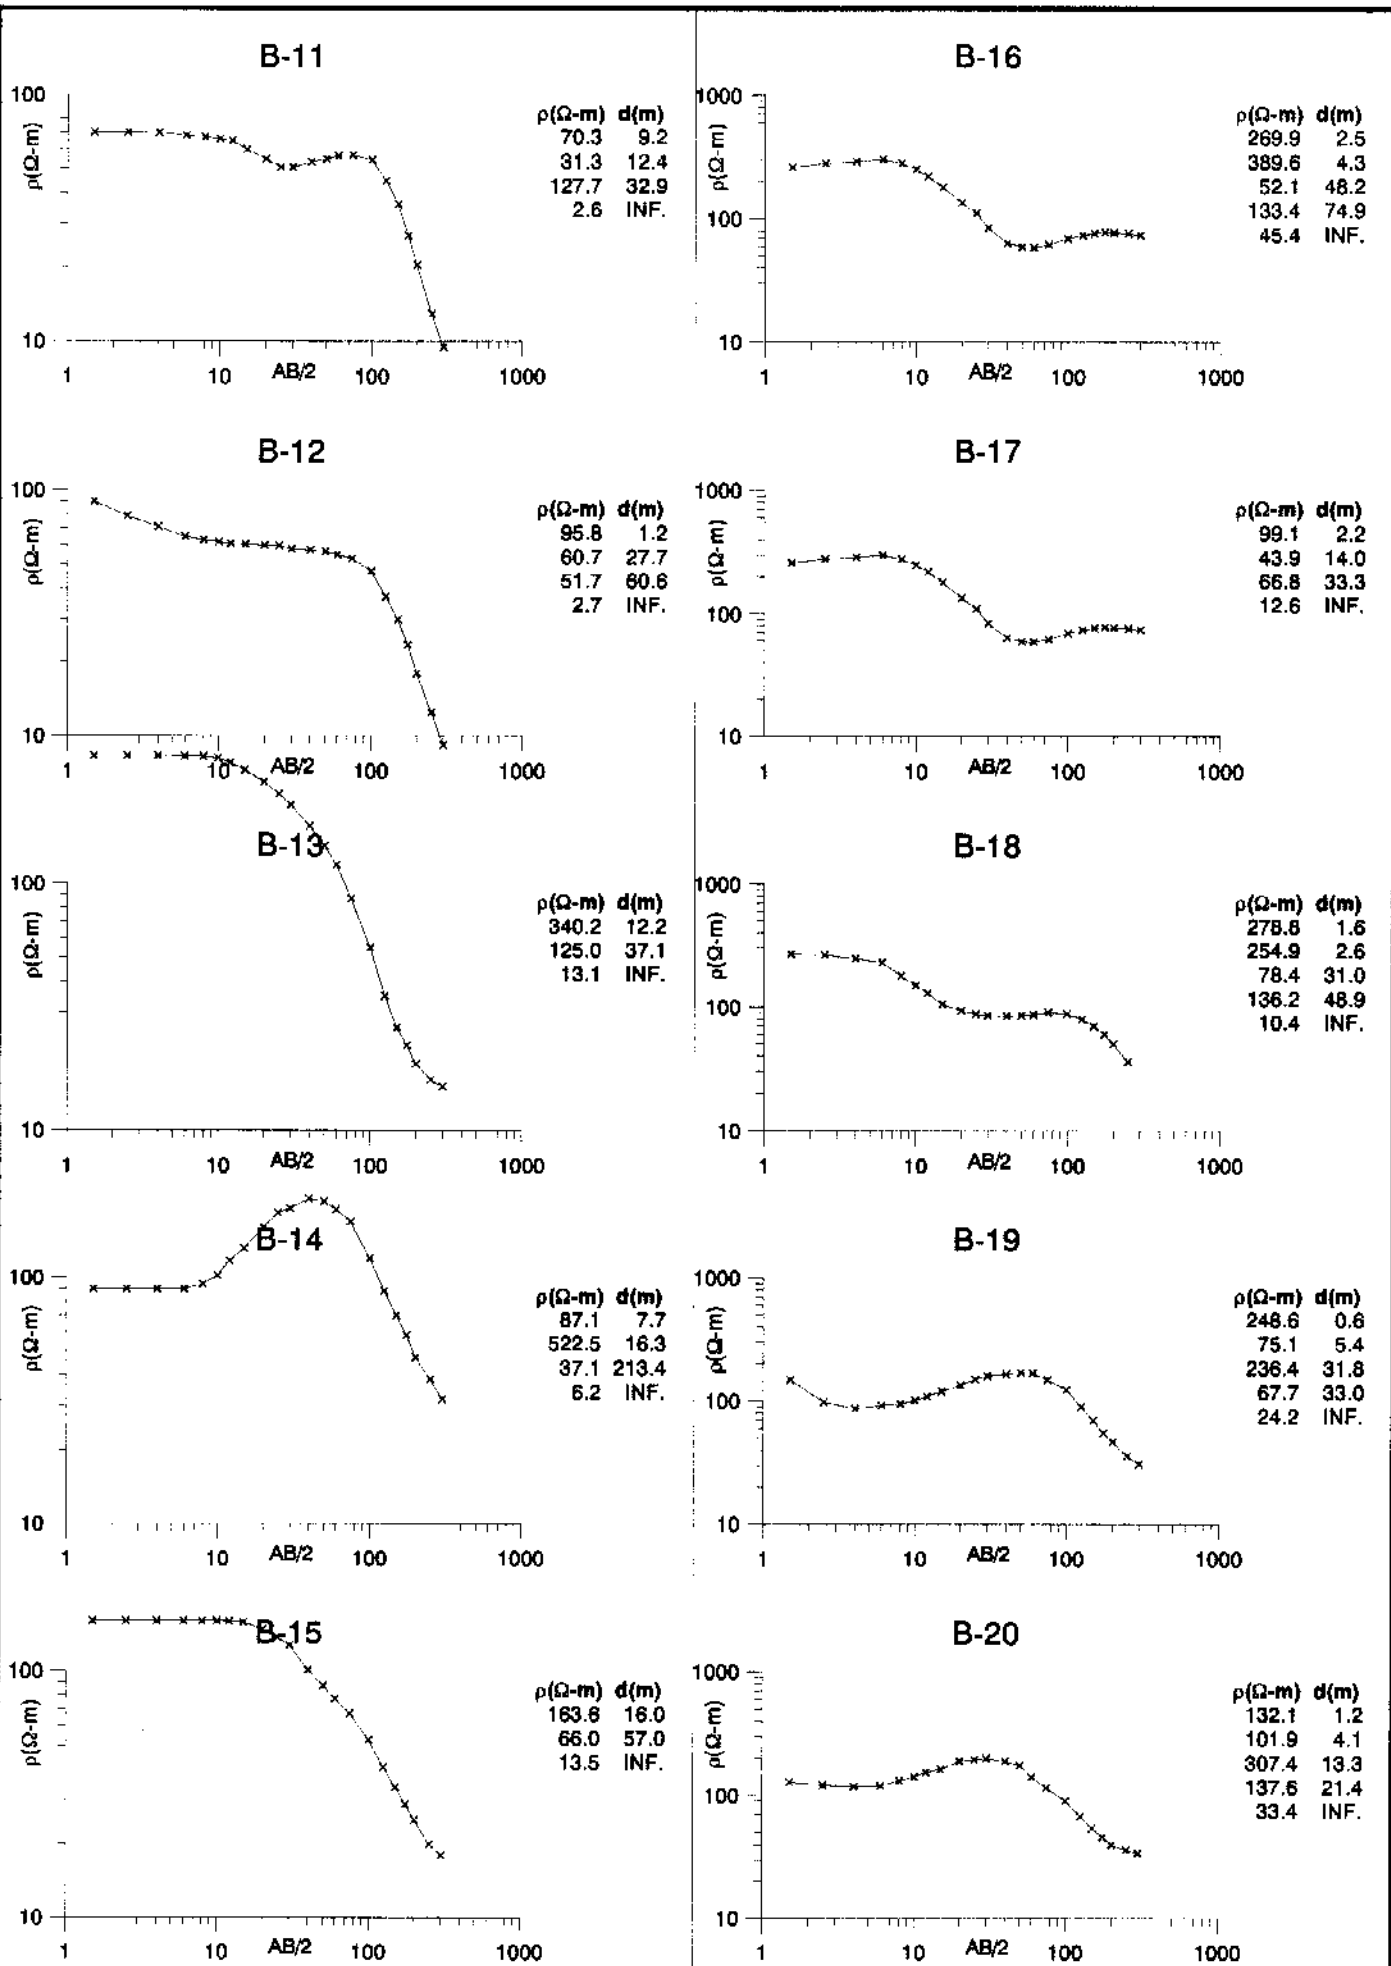 B-11
100
ρ(Ω-m)
10
1 10 AB/2 100 1000
ρ(Ω-m) d(m)
70.3 9.2
31.3 12.4
127.7 32.9
2.6 INF.
B-12
100
ρ(Ω-m)
10
1 10 AB/2 100 1000
ρ(Ω-m) d(m)
95.8 1.2
60.7 27.7
51.7 60.6
2.7 INF.
B-13
100
ρ(Ω-m)
10
1 10 AB/2 100 1000
ρ(Ω-m) d(m)
340.2 12.2
125.0 37.1
13.1 INF.
B-14
100
ρ(Ω-m)
10
1 10 AB/2 100 1000
ρ(Ω-m) d(m)
87.1 7.7
522.5 16.3
37.1 213.4
6.2 INF.
B-15
100
ρ(Ω-m)
10
1 10 AB/2 100 1000
ρ(Ω-m) d(m)
163.6 16.0
66.0 57.0
13.5 INF.
B-16
1000
ρ(Ω-m)
100
10
1 10 AB/2 100 1000
ρ(Ω-m) d(m)
269.9 2.5
389.6 4.3
52.1 48.2
133.4 74.9
45.4 INF.
B-17
1000
ρ(Ω-m)
100
10
1 10 AB/2 100 1000
ρ(Ω-m) d(m)
99.1 2.2
43.9 14.0
66.8 33.3
12.6 INF.
B-18
1000
ρ(Ω-m)
100
10
1 10 AB/2 100 1000
ρ(Ω-m) d(m)
278.8 1.6
254.9 2.6
78.4 31.0
136.2 48.9
10.4 INF.
B-19
1000
ρ(Ω-m)
100
10
1 10 AB/2 100 1000
ρ(Ω-m) d(m)
248.6 0.6
75.1 5.4
236.4 31.8
67.7 33.0
24.2 INF.
B-20
1000
ρ(Ω-m)
100
10
1 10 AB/2 100 1000
ρ(Ω-m) d(m)
132.1 1.2
101.9 4.1
307.4 13.3
137.6 21.4
33.4 INF.